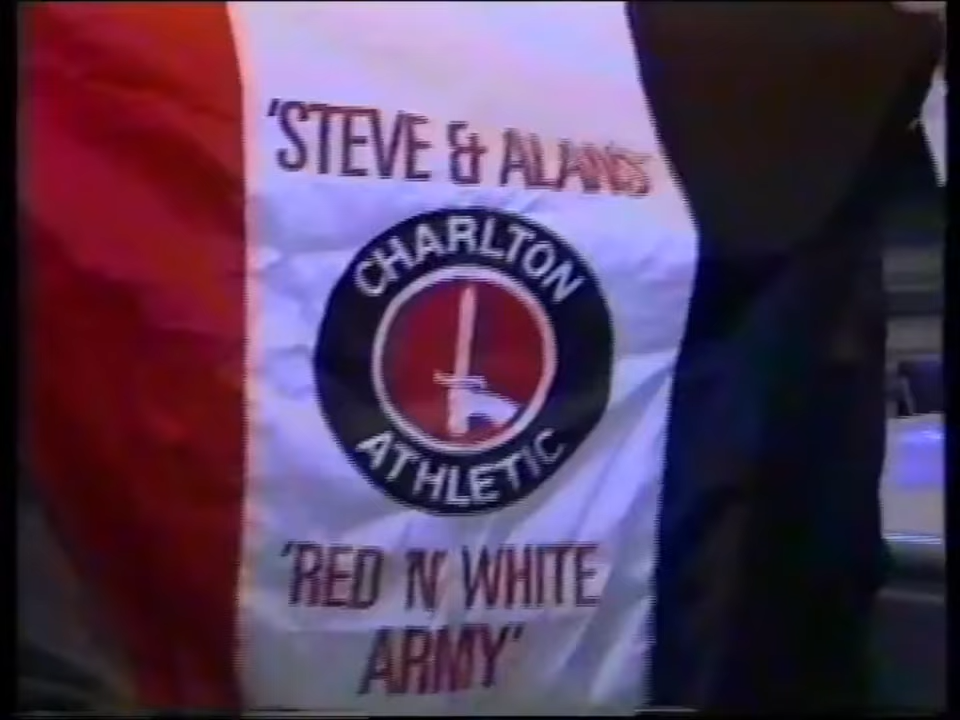 'STEVE & ALAN'S
CHARLTON
ATHLETIC
'RED 'N' WHITE
ARMY'